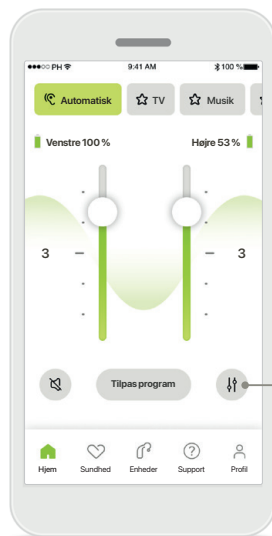 PH 9:41 AM 100 %
Automatisk TV Musik
Venstre 100 % Højre 53 %
3 3
Tilpas program
Hjem Sundhed Enheder Support Profil